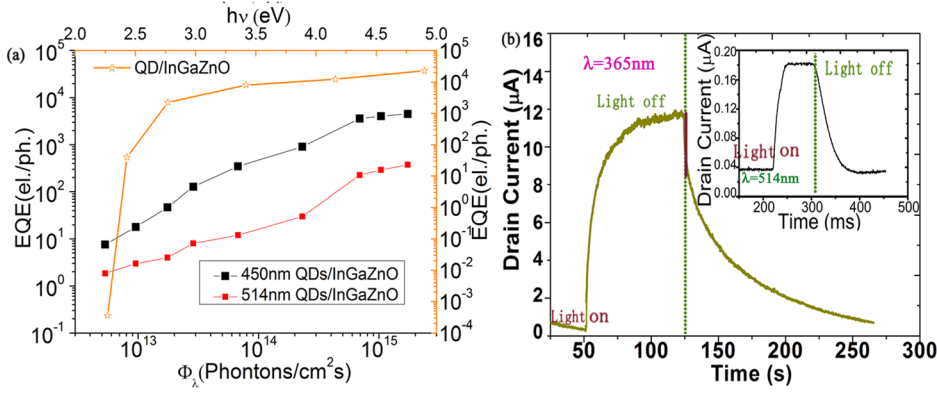 hν (eV)
2.0 2.5 3.0 3.5 4.0 4.5 5.0
(a)
QD/InGaZnO
EQE(el./ph.)
10^5
10^4
10^3
10^2
10^1
10^0
10^-1
EQE(el./ph.)
10^5
10^4
10^3
10^2
10^1
10^0
10^-1
10^-2
10^-3
10^-4
450nm QDs/InGaZnO
514nm QDs/InGaZnO
10^13 10^14 10^15
Φλ(Phontons/cm^2s)
(b)
λ=365nm
Light off
Light on
Drain Current (μA)
16
14
12
10
8
6
4
2
0
50 100 150 200 250 300
Time (s)
Drain Current (μA)
0.20
0.16
0.12
0.08
0.04
0.00
Light off
Light on
λ=514nm
200 300 400 500
Time (ms)